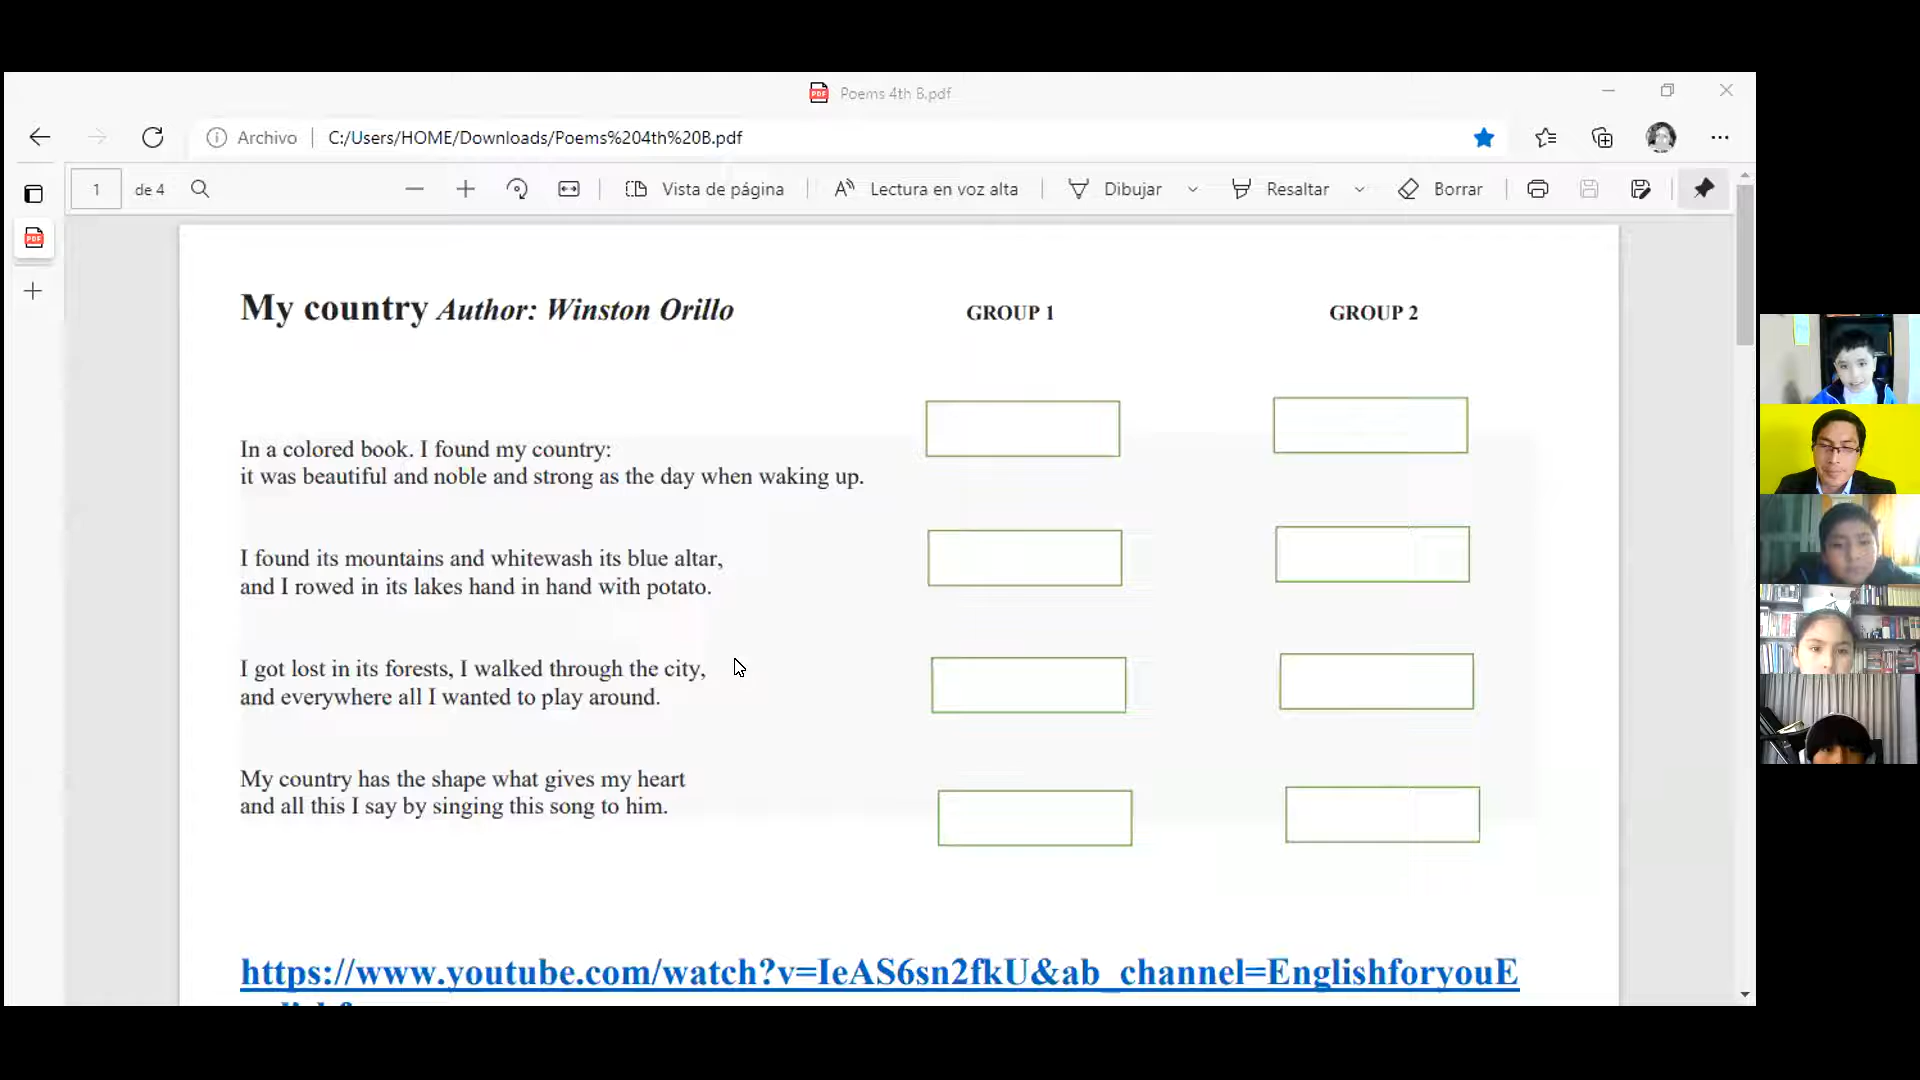 Poems 4th B.pdf
Archivo C:/Users/HOME/Downloads/Poems%204th%20B.pdf
1 de 4 Vista de página Lectura en voz alta Dibujar Resaltar Borrar
My country Author: Winston Orillo GROUP 1 GROUP 2
In a colored book. I found my country:
it was beautiful and noble and strong as the day when waking up.
I found its mountains and whitewash its blue altar,
and I rowed in its lakes hand in hand with potato.
I got lost in its forests, I walked through the city,
and everywhere all I wanted to play around.
My country has the shape what gives my heart
and all this I say by singing this song to him.
https://www.youtube.com/watch?v=IeAS6sn2fkU&ab_channel=EnglishforyouE